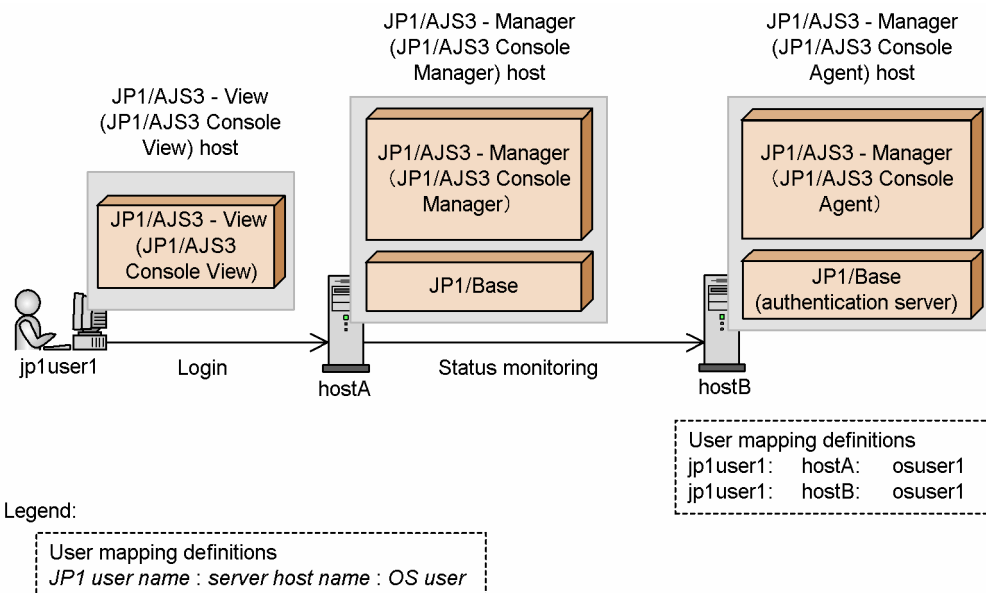 JP1/AJS3 - View
(JP1/AJS3 Console
View) host
JP1/AJS3 - Manager
(JP1/AJS3 Console
Manager) host
JP1/AJS3 - Manager
(JP1/AJS3 Console
Agent) host
JP1/AJS3 - View
(JP1/AJS3
Console View)
JP1/AJS3 - Manager
（JP1/AJS3 Console
Manager）
JP1/Base
JP1/AJS3 - Manager
（JP1/AJS3 Console
Agent）
JP1/Base
(authentication server)
jp1user1
Login
hostA
Status monitoring
hostB
User mapping definitions
jp1user1: hostA: osuser1
jp1user1: hostB: osuser1
Legend:
User mapping definitions
JP1 user name : server host name : OS user